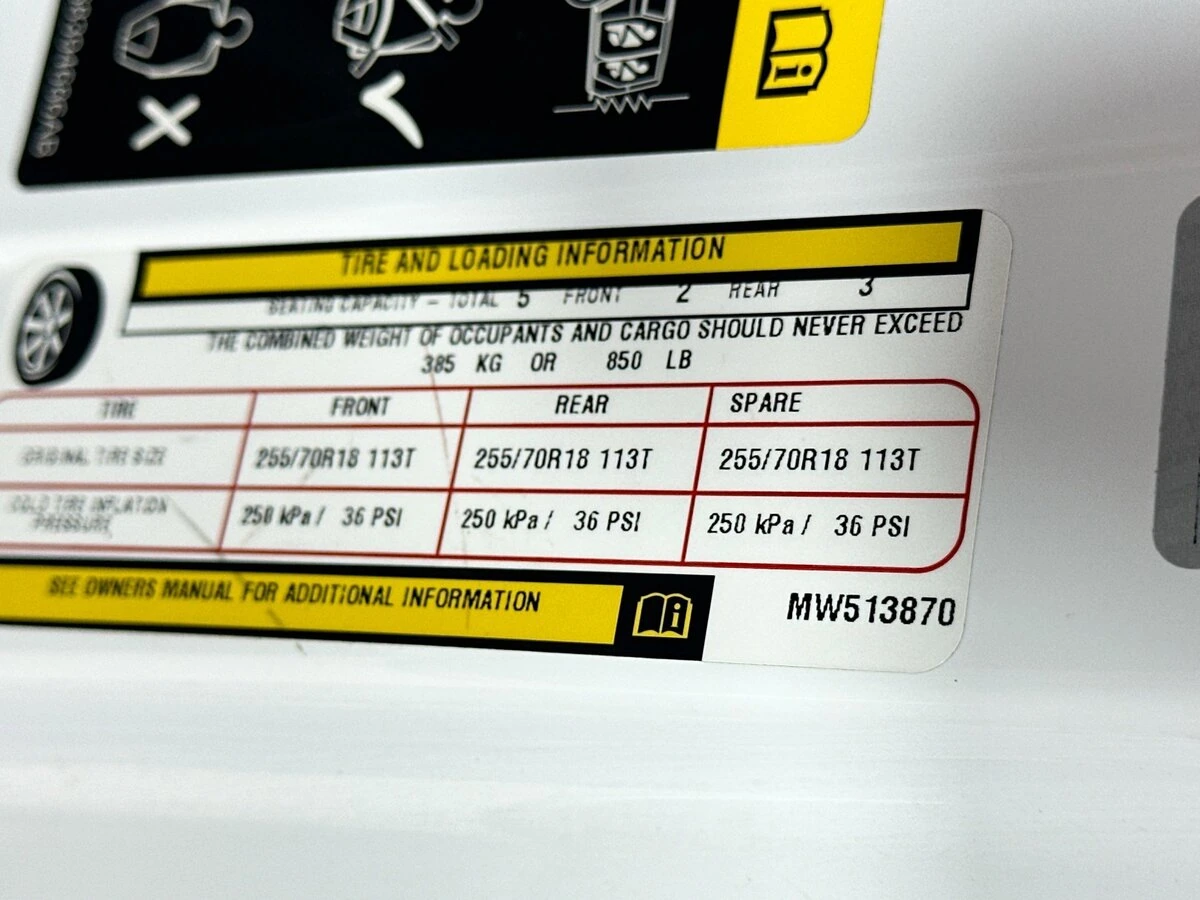 TIRE AND LOADING INFORMATION
SEATING CAPACITY – TOTAL 5 FRONT 2 REAR 3
THE COMBINED WEIGHT OF OCCUPANTS AND CARGO SHOULD NEVER EXCEED
385 KG OR 850 LB
TIRE FRONT REAR SPARE
ORIGINAL TIRE SIZE 255/70R18 113T 255/70R18 113T 255/70R18 113T
COLD TIRE INFLATION
PRESSURE 250 kPa / 36 PSI 250 kPa / 36 PSI 250 kPa / 36 PSI
SEE OWNERS MANUAL FOR ADDITIONAL INFORMATION
MW513870